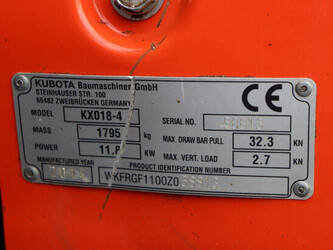 KUBOTA Baumaschinen GmbH
STEINHAUSER STR. 100
66482 ZWEIBRÜCKEN GERMANY
CE
MODEL KX018-4 SERIAL NO.
MASS 1795 kg MAX. DRAW BAR PULL 32.3 KN
POWER 11.8 KW MAX. VERT. LOAD 2.7 KN
MANUFACTURED YEAR PRODUCT IDENTIFICATION NUMBER
WKFRGF1100Z0